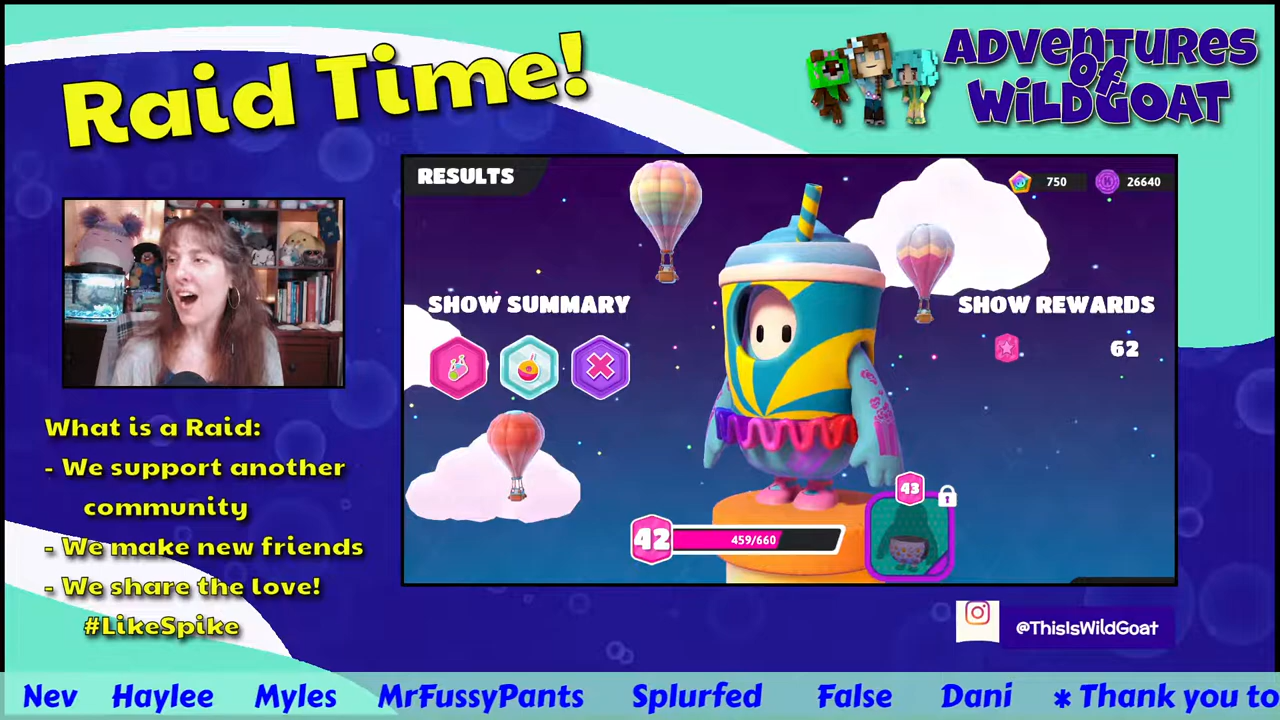 Raid Time!
ADVENTURES
OF
WILDGOAT
RESULTS
750
26640
SHOW SUMMARY
SHOW REWARDS
62
What is a Raid:
- We support another
community
- We make new friends
- We share the love!
#LikeSpike
43
42
459/660
@ThisIsWildGoat
Nev Haylee Myles MrFussyPants Splurfed False Dani * Thank you to